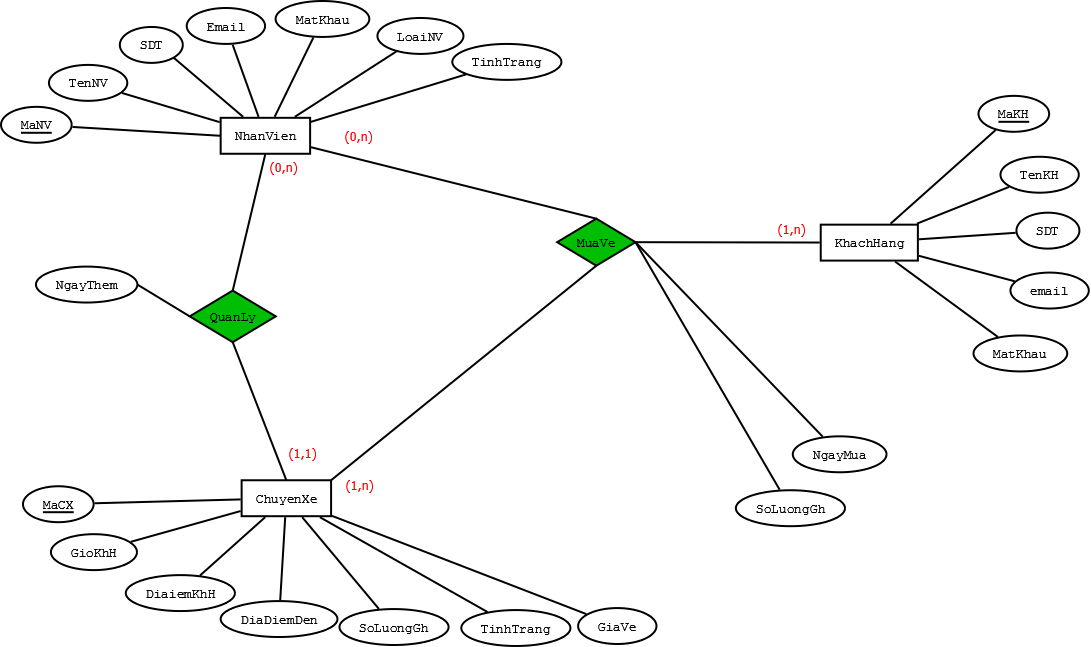 MatKhau
Email
LoaiNV
SDT
TinhTrang
TenNV
MaNV
NhanVien
(0,n)
(0,n)
MaKH
TenKH
SDT
(1,n)
MuaVe
KhachHang
email
NgayThem
QuanLy
MatKhau
(1,1)
NgayMua
(1,n)
ChuyenXe
MaCX
SoLuongGh
GioKhH
DiaiemKhH
DiaDiemDen
SoLuongGh
TinhTrang
GiaVe